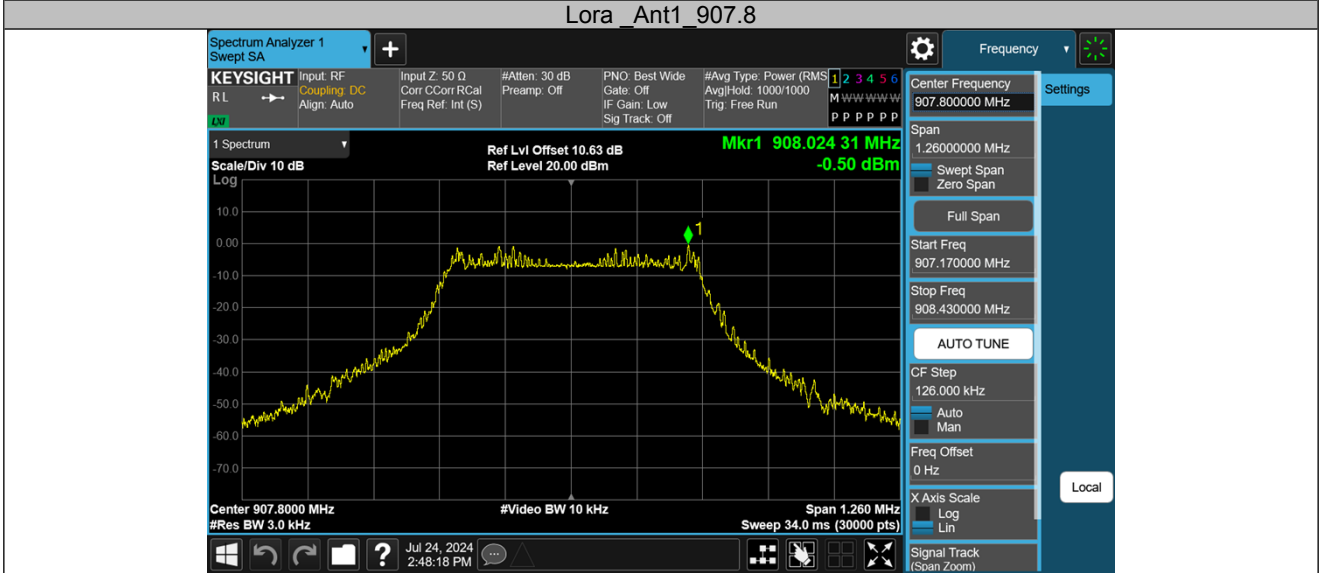 Lora _Ant1_907.8
Spectrum Analyzer 1
Swept SA
Frequency
KEYSIGHT
RL
LXI
Input: RF
Coupling: DC
Align: Auto
Input Z: 50 Ω
Corr CCorr RCal
Freq Ref: Int (S)
#Atten: 30 dB
Preamp: Off
PNO: Best Wide
Gate: Off
IF Gain: Low
Sig Track: Off
#Avg Type: Power (RMS
Avg|Hold: 1000/1000
Trig: Free Run
1 2 3 4 5 6
M W W W W W
P P P P P P
1 Spectrum
Scale/Div 10 dB
Log
Ref Lvl Offset 10.63 dB
Ref Level 20.00 dBm
Mkr1 908.024 31 MHz
-0.50 dBm
10.0
0.00
-10.0
-20.0
-30.0
-40.0
-50.0
-60.0
-70.0
1
Center 907.8000 MHz
#Res BW 3.0 kHz
#Video BW 10 kHz
Span 1.260 MHz
Sweep 34.0 ms (30000 pts)
Jul 24, 2024
2:48:18 PM
Center Frequency
907.800000 MHz
Span
1.26000000 MHz
Swept Span
Zero Span
Full Span
Start Freq
907.170000 MHz
Stop Freq
908.430000 MHz
AUTO TUNE
CF Step
126.000 kHz
Auto
Man
Freq Offset
0 Hz
X Axis Scale
Log
Lin
Signal Track
(Span Zoom)
Settings
Local